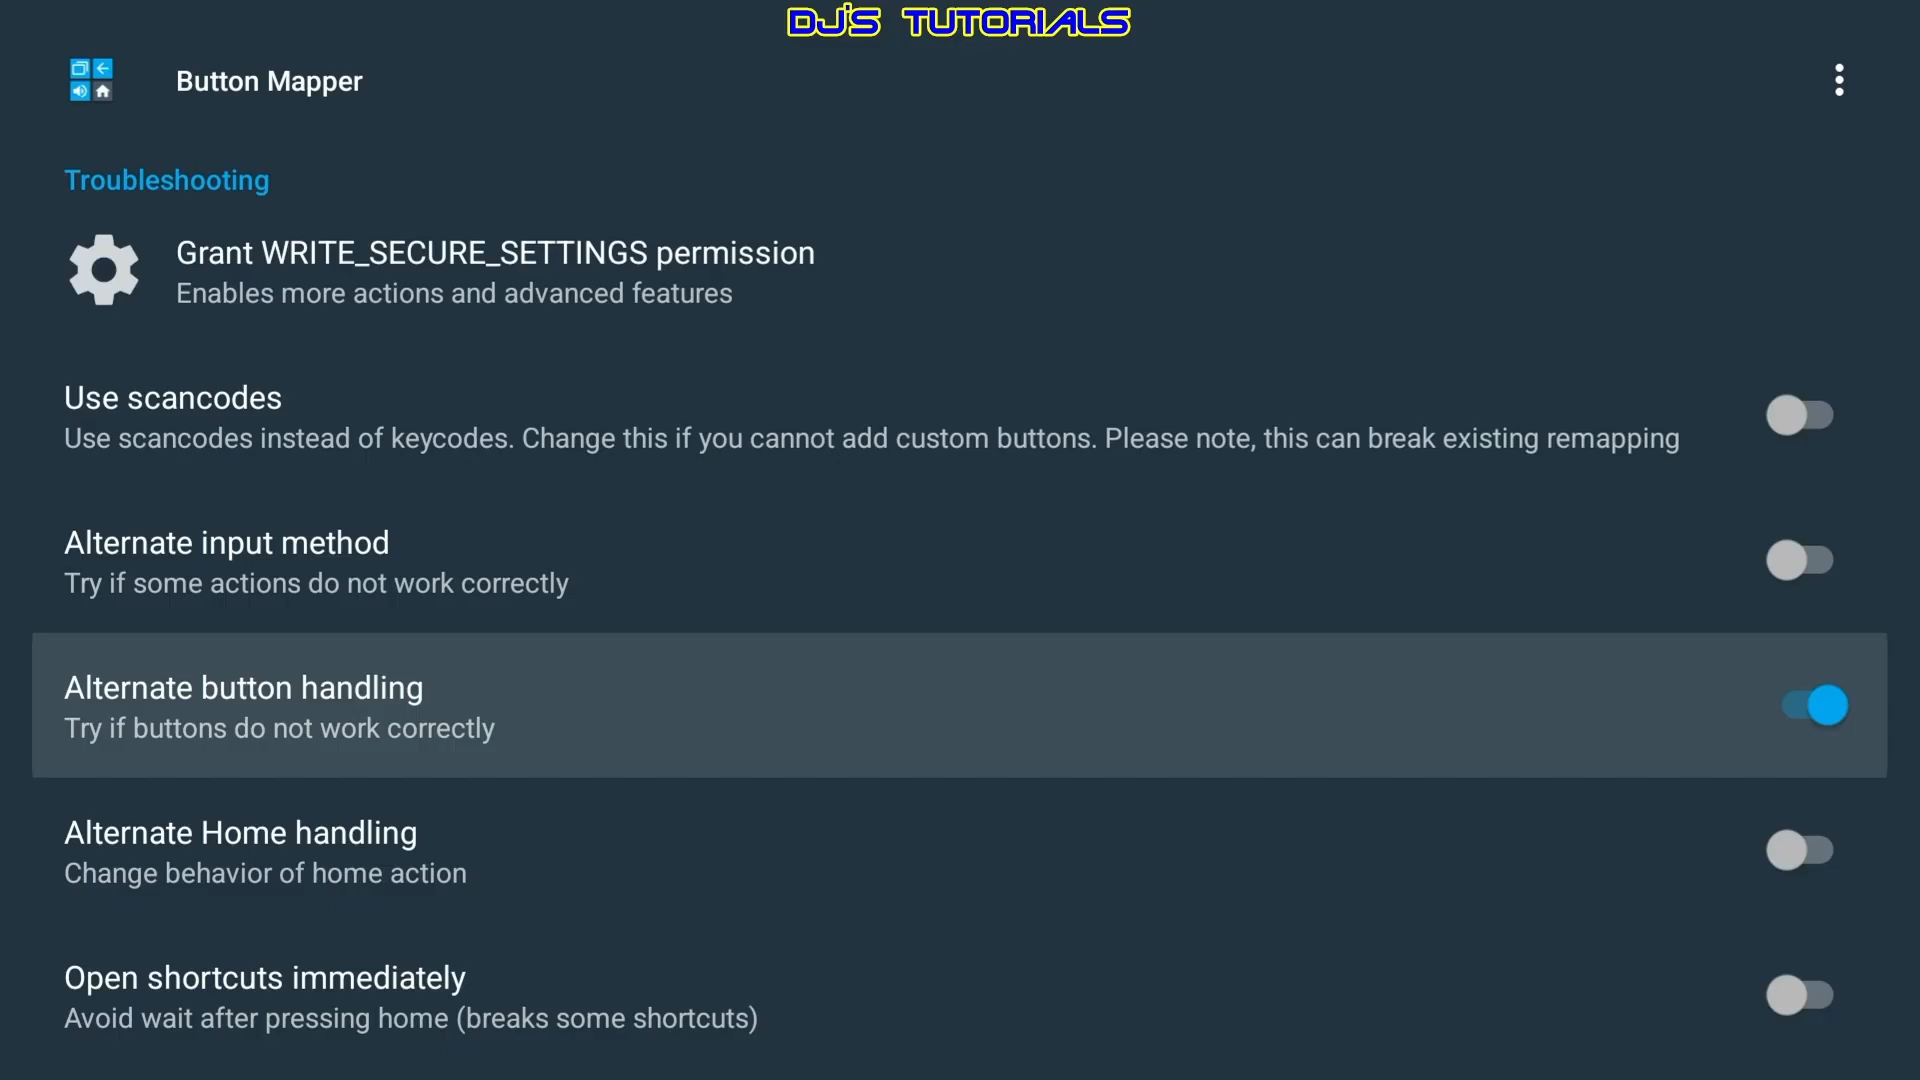 DJ'S TUTORIALS
Button Mapper
Troubleshooting
Grant WRITE_SECURE_SETTINGS permission
Enables more actions and advanced features
Use scancodes
Use scancodes instead of keycodes. Change this if you cannot add custom buttons. Please note, this can break existing remapping
Alternate input method
Try if some actions do not work correctly
Alternate button handling
Try if buttons do not work correctly
Alternate Home handling
Change behavior of home action
Open shortcuts immediately
Avoid wait after pressing home (breaks some shortcuts)